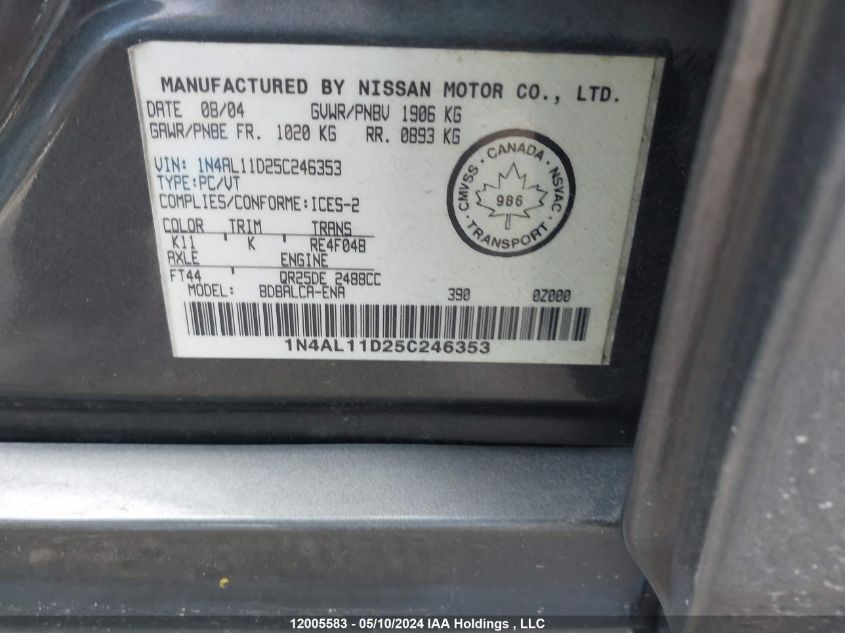 MANUFACTURED BY NISSAN MOTOR CO., LTD.
DATE 08/04 GVWR/PNBV 1906 KG
GAWR/PNBE FR. 1020 KG RR. 0893 KG
VIN: 1N4AL11D25C246353
TYPE:PC/VT
COMPLIES/CONFORME:ICES-2
COLOR TRIM TRANS
K11 K RE4F04B
AXLE ENGINE
FT44 QR25DE 2488CC
MODEL: BDBALCA-ENA 390 0Z000
1N4AL11D25C246353
CMVSS · CANADA · NSVAC · TRANSPORT ·
986
12005583 - 05/10/2024 IAA Holdings , LLC